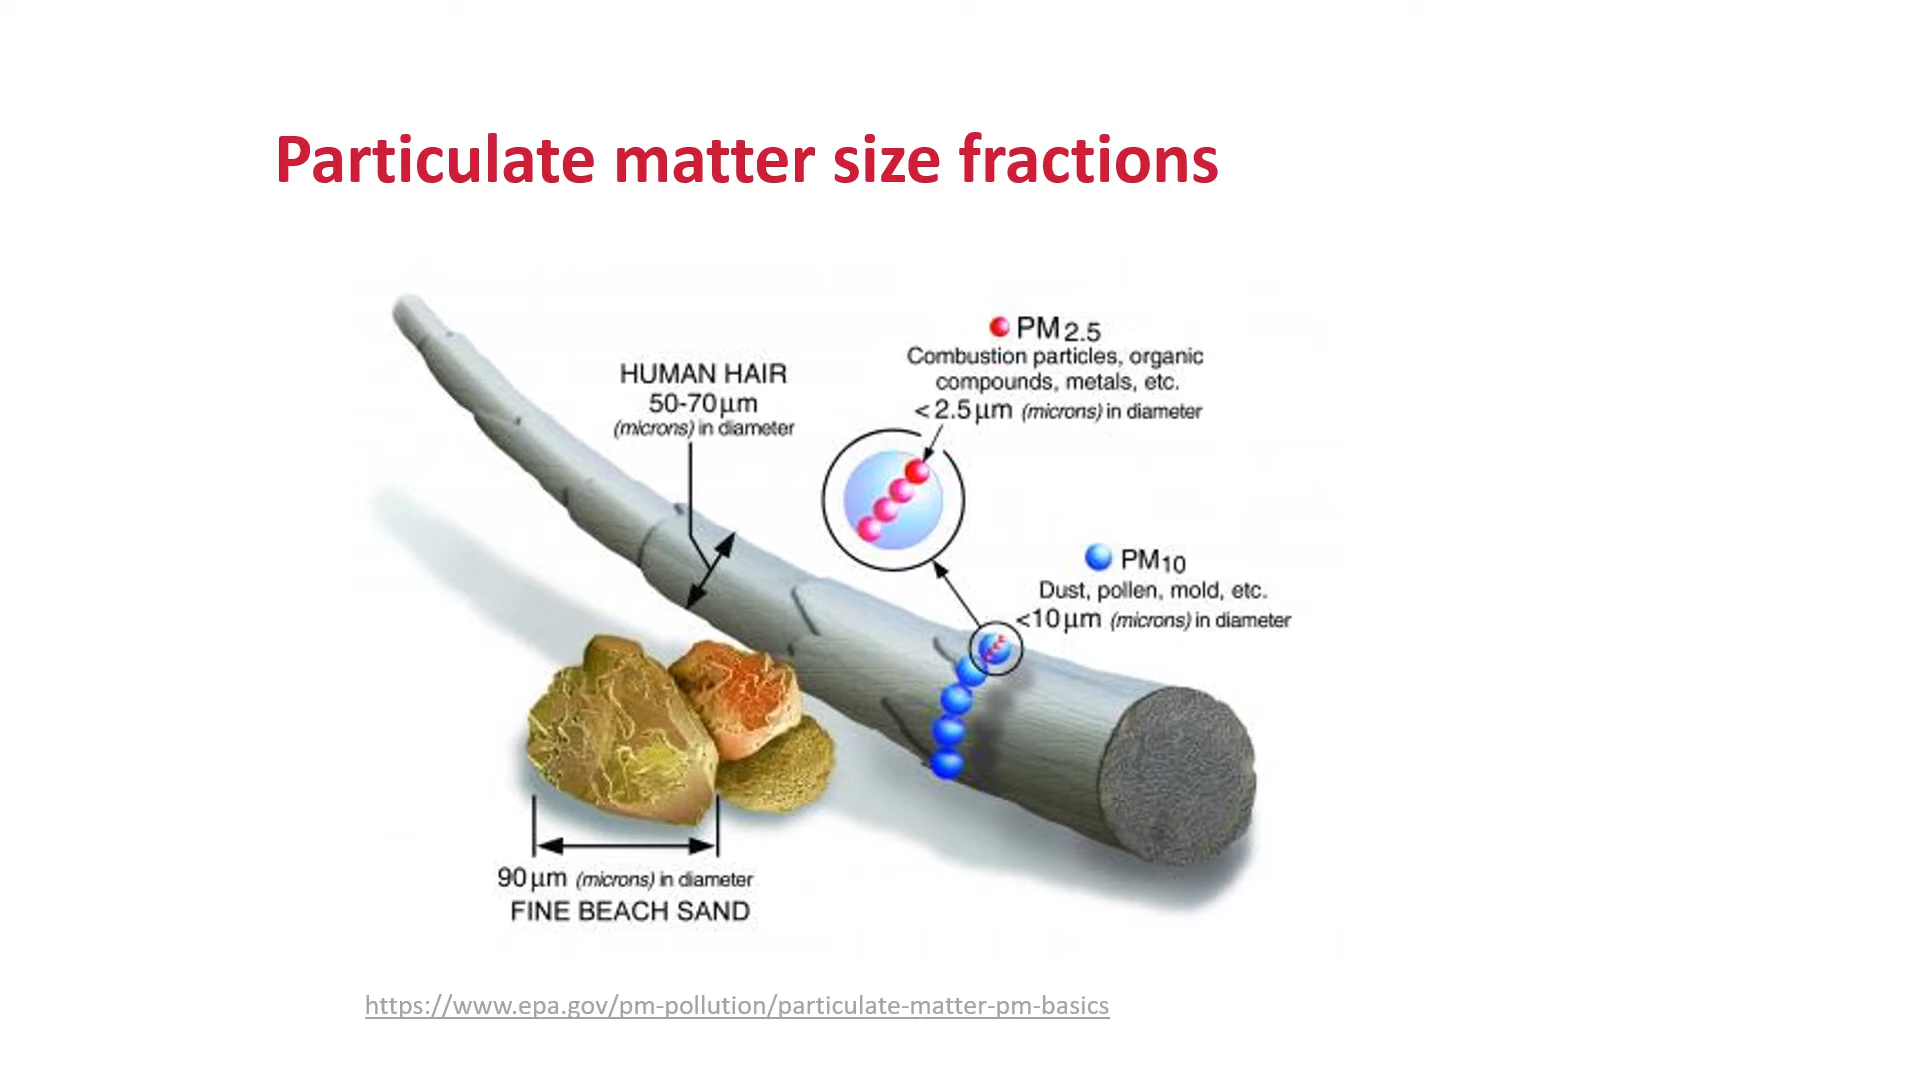 Particulate matter size fractions
HUMAN HAIR
50-70μm
(microns) in diameter
PM2.5
Combustion particles, organic
compounds, metals, etc.
<2.5μm (microns) in diameter
PM10
Dust, pollen, mold, etc.
<10μm (microns) in diameter
90μm (microns) in diameter
FINE BEACH SAND
https://www.epa.gov/pm-pollution/particulate-matter-pm-basics